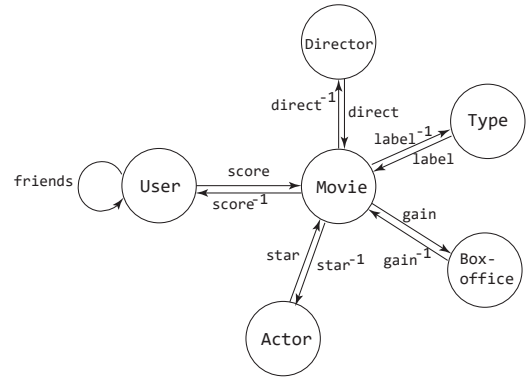 Director
direct-1
direct
label-1
label
Type
friends
User
score
score-1
Movie
gain
gain-1
Box-
office
star
star-1
Actor